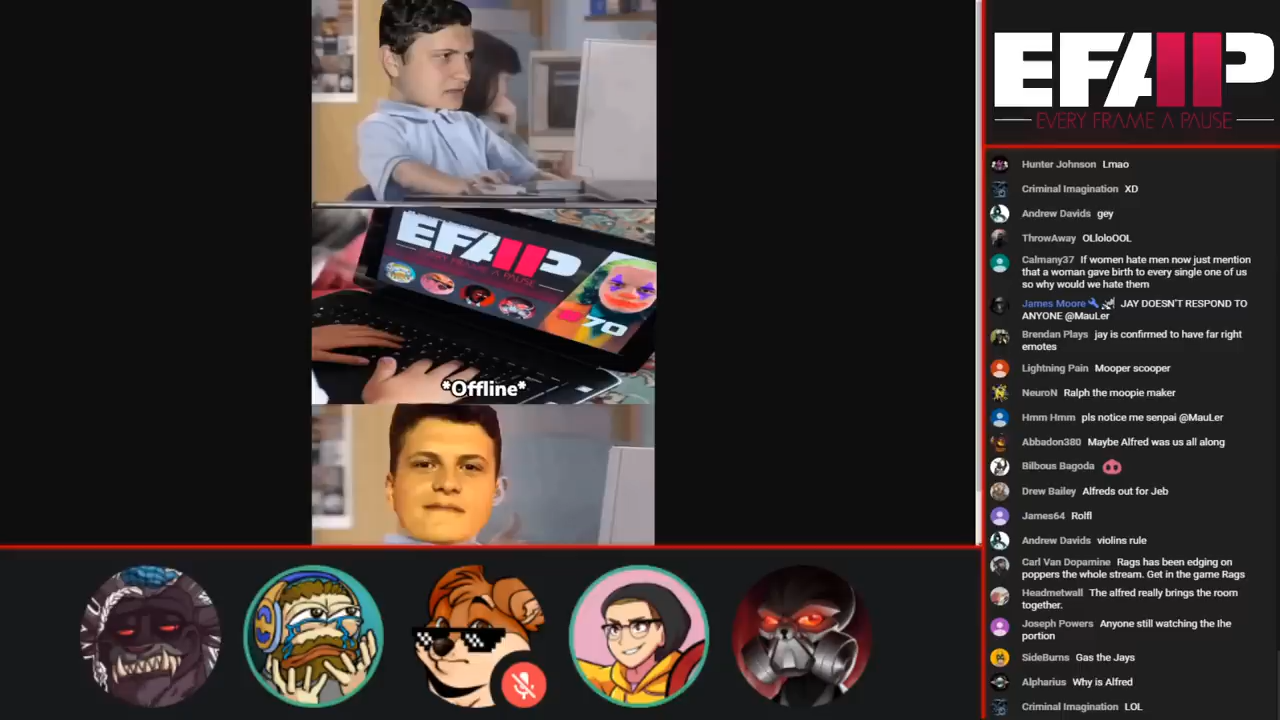 EFAP
EVERY FRAME A PAUSE
EFAP
EVERY FRAME A PAUSE
#70
*Offline*
Hunter Johnson Lmao
Criminal Imagination XD
Andrew Davids gey
ThrowAway OLloloOOL
Calmany37 If women hate men now just mention
that a woman gave birth to every single one of us
so why would we hate them
James Moore JAY DOESN'T RESPOND TO
ANYONE @MauLer
Brendan Plays jay is confirmed to have far right
emotes
Lightning Pain Mooper scooper
NeuroN Ralph the moopie maker
Hmm Hmm pls notice me senpai @MauLer
Abbadon380 Maybe Alfred was us all along
Bilbous Bagoda
Drew Bailey Alfreds out for Jeb
James64 Rolfl
Andrew Davids violins rule
Carl Van Dopamine Rags has been edging on
poppers the whole stream. Get in the game Rags
Headmetwall The alfred really brings the room
together.
Joseph Powers Anyone still watching the lhe
portion
SideBurns Gas the Jays
Alpharius Why is Alfred
Criminal Imagination LOL